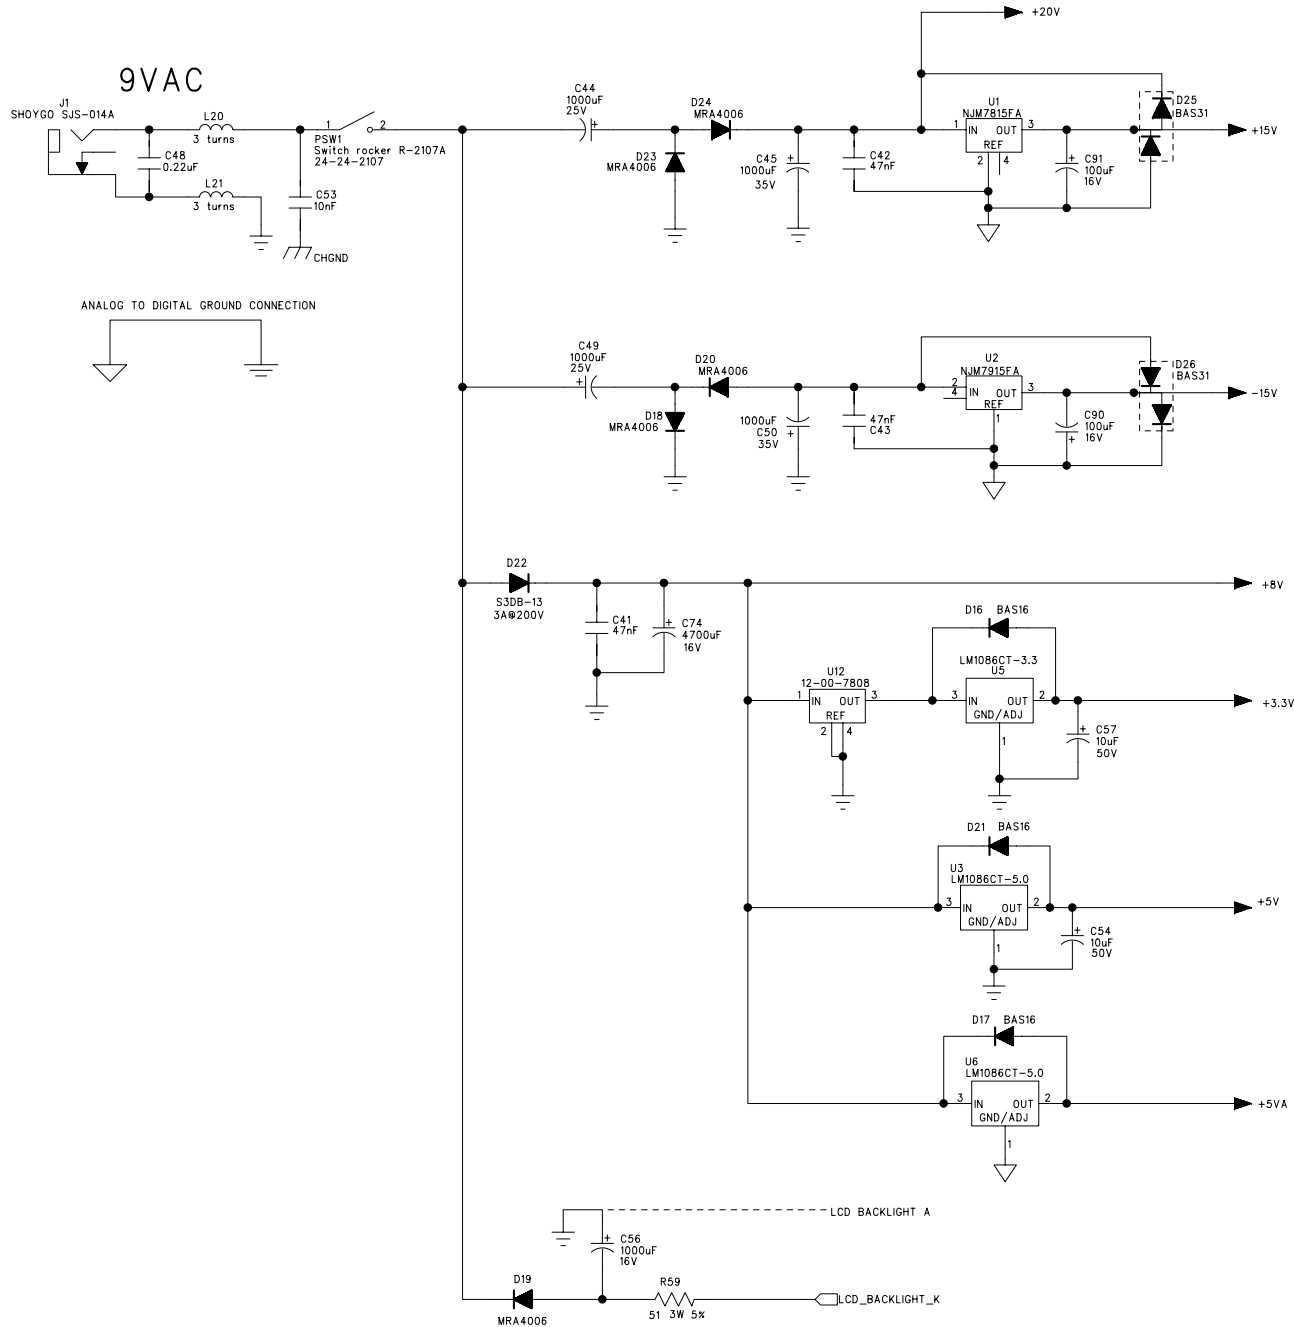 +20V
9VAC
J1
SHOYGO SJS-014A
L20
3 turns
C48
0.22uF
L21
3 turns
1
2
PSW1
Switch rocker R-2107A
24-24-2107
C53
10nF
CHGND
C44
1000uF
25V
+
D24
MRA4006
D23
MRA4006
C45
1000uF
35V
+
C42
47nF
U1
NJM7815FA
1
IN
OUT
3
REF
2
4
+
C91
100uF
16V
D25
BAS31
+15V
ANALOG TO DIGITAL GROUND CONNECTION
C49
1000uF
25V
+
D20
MRA4006
D18
MRA4006
1000uF
C50
35V
+
47nF
C43
U2
NJM7915FA
2
4
IN
OUT
3
REF
1
C90
100uF
16V
+
D26
BAS31
-15V
D22
S3DB-13
3A@200V
C41
47nF
+
C74
4700uF
16V
+8V
D16 BAS16
LM1086CT-3.3
U5
U12
12-00-7808
1
IN
OUT
3
REF
2
4
3
IN
OUT
2
GND/ADJ
1
+
C57
10uF
50V
+3.3V
D21 BAS16
U3
LM1086CT-5.0
3
IN
OUT
2
GND/ADJ
1
+
C54
10uF
50V
+5V
D17 BAS16
U6
LM1086CT-5.0
3
IN
OUT
2
GND/ADJ
1
+5VA
LCD BACKLIGHT A
+
C56
1000uF
16V
D19
MRA4006
R59
51 3W 5%
LCD_BACKLIGHT_K